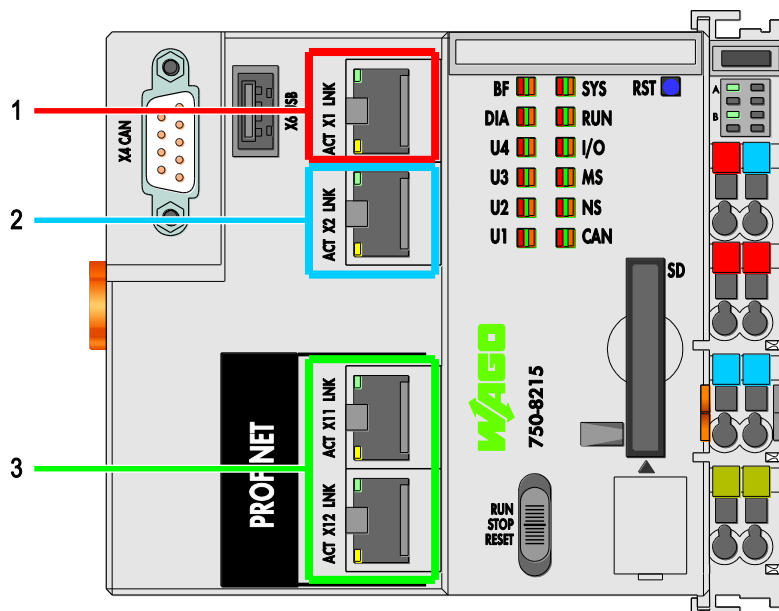 1
2
3
X4 CAN
X6 USB
ACT X1 LNK
ACT X2 LNK
PROFINET
ACT X11 LNK
ACT X12 LNK
BF SYS RST
DIA RUN
U4 I/O
U3 MS
U2 NS
U1 CAN
SD
WAGO
750-8215
RUN
STOP
RESET
A
B